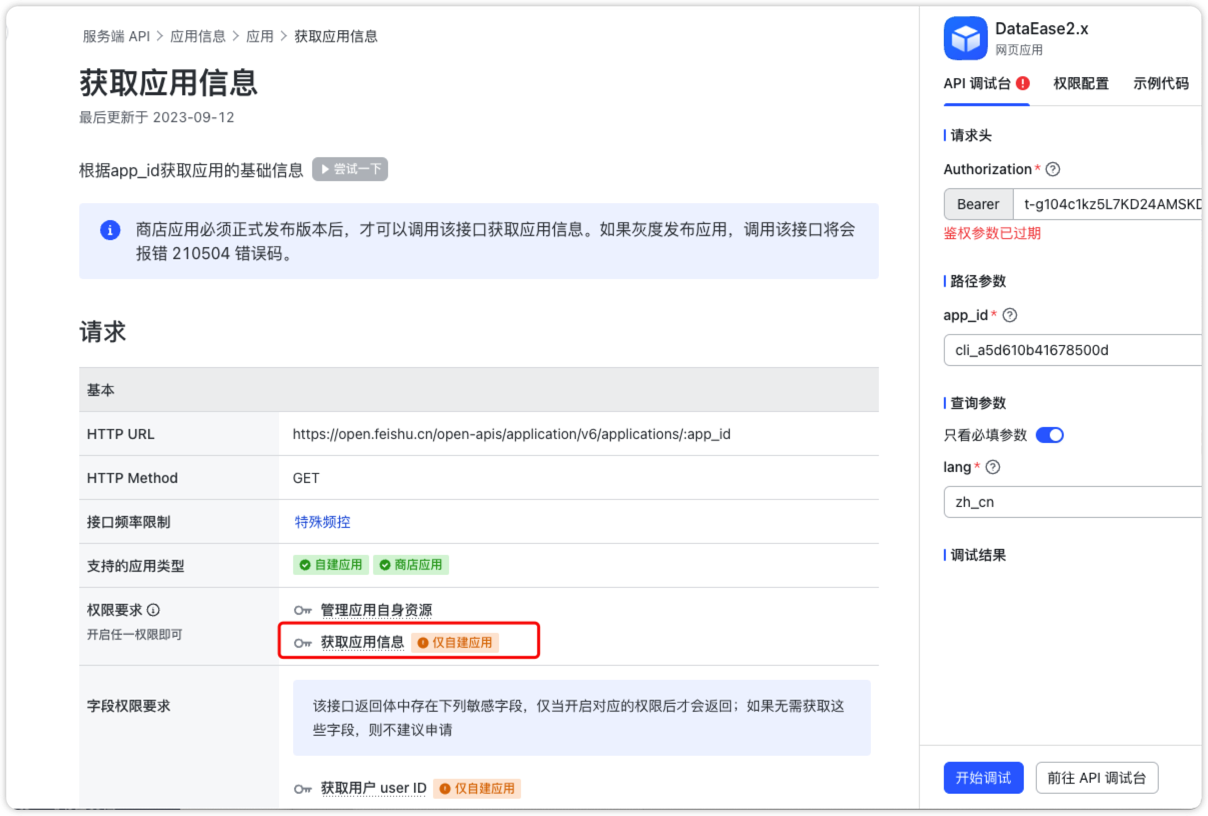 服务端 API > 应用信息 > 应用 > 获取应用信息
获取应用信息
最后更新于 2023-09-12
根据app_id获取应用的基础信息 尝试一下
商店应用必须正式发布版本后，才可以调用该接口获取应用信息。如果灰度发布应用，调用该接口将会
报错 210504 错误码。
请求
基本
HTTP URL https://open.feishu.cn/open-apis/application/v6/applications/:app_id
HTTP Method GET
接口频率限制 特殊频控
支持的应用类型 自建应用 商店应用
权限要求 管理应用自身资源
开启任一权限即可
获取应用信息 仅自建应用
字段权限要求
该接口返回体中存在下列敏感字段，仅当开启对应的权限后才会返回；如果无需获取这
些字段，则不建议申请
获取用户 user ID 仅自建应用
DataEase2.x
网页应用
API 调试台 权限配置 示例代码
请求头
Authorization*
Bearer t-g104c1kz5L7KD24AMSKD
鉴权参数已过期
路径参数
app_id*
cli_a5d610b41678500d
查询参数
只看必填参数
lang*
zh_cn
调试结果
开始调试 前往 API 调试台